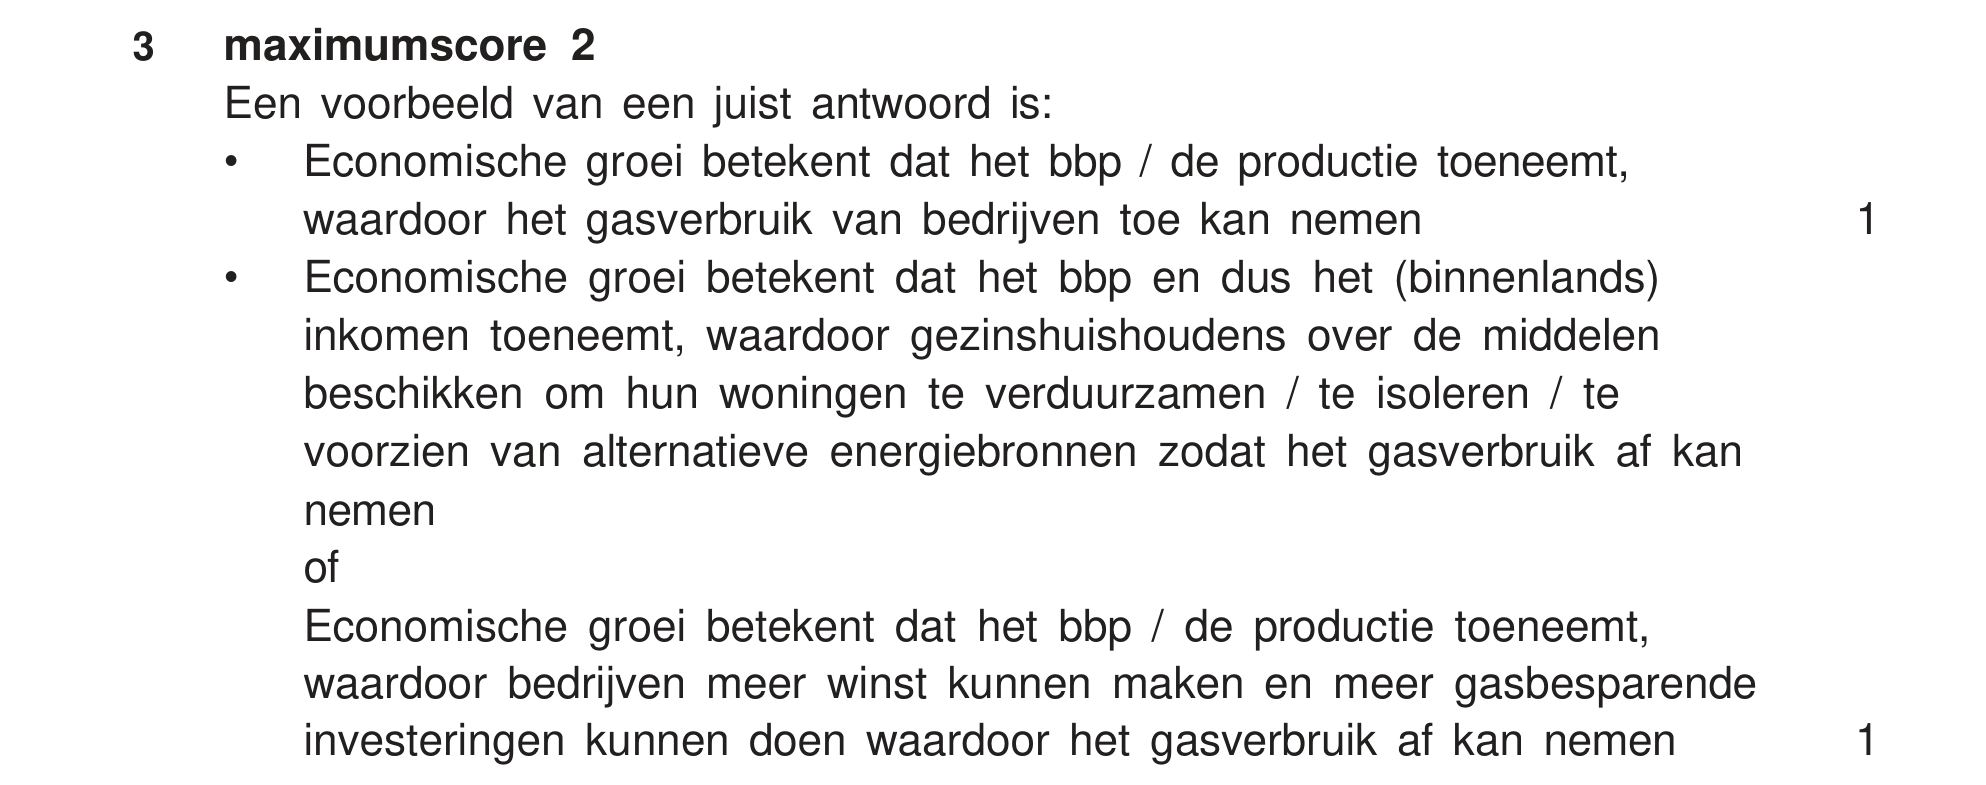 3 maximumscore 2
Een voorbeeld van een juist antwoord is:
• Economische groei betekent dat het bbp / de productie toeneemt,
waardoor het gasverbruik van bedrijven toe kan nemen 1
• Economische groei betekent dat het bbp en dus het (binnenlands)
inkomen toeneemt, waardoor gezinshuishoudens over de middelen
beschikken om hun woningen te verduurzamen / te isoleren / te
voorzien van alternatieve energiebronnen zodat het gasverbruik af kan
nemen
of
Economische groei betekent dat het bbp / de productie toeneemt,
waardoor bedrijven meer winst kunnen maken en meer gasbesparende
investeringen kunnen doen waardoor het gasverbruik af kan nemen 1